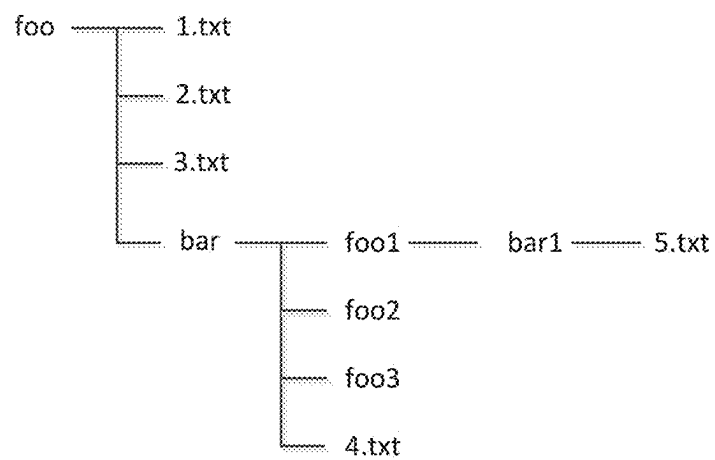 foo 1.txt
2.txt
3.txt
bar foo1 bar1 5.txt
foo2
foo3
4.txt